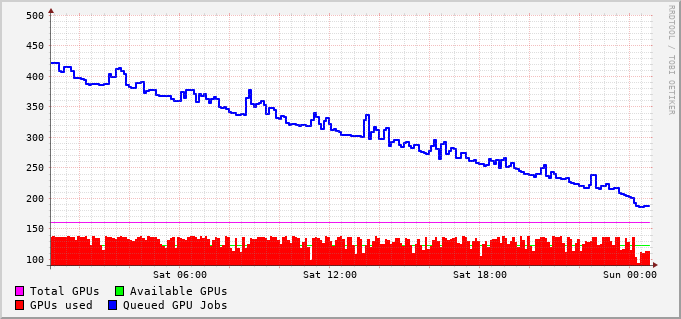 RRDTOOL / TOBI OETIKER
500
450
400
350
300
250
200
150
100
Sat 06:00 Sat 12:00 Sat 18:00 Sun 00:00
Total GPUs Available GPUs
GPUs used Queued GPU Jobs